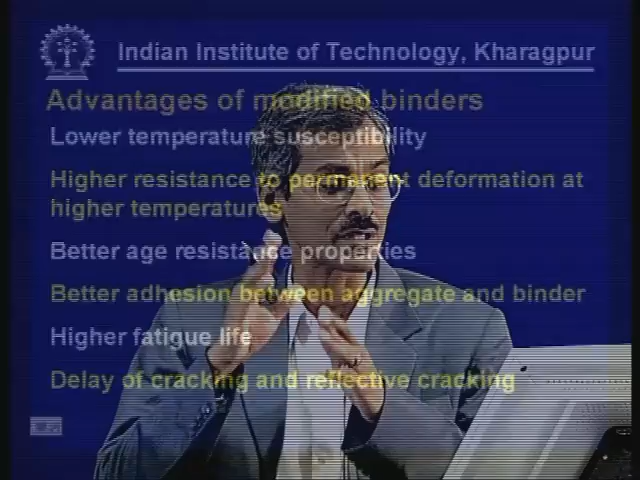 Indian Institute of Technology, Kharagpur
Advantages of modified binders
Lower temperature susceptibility
Higher resistance to permanent deformation at
higher temperatures
Better age resistance properties
Better adhesion between aggregate and binder
Higher fatigue life
Delay of cracking and reflective cracking